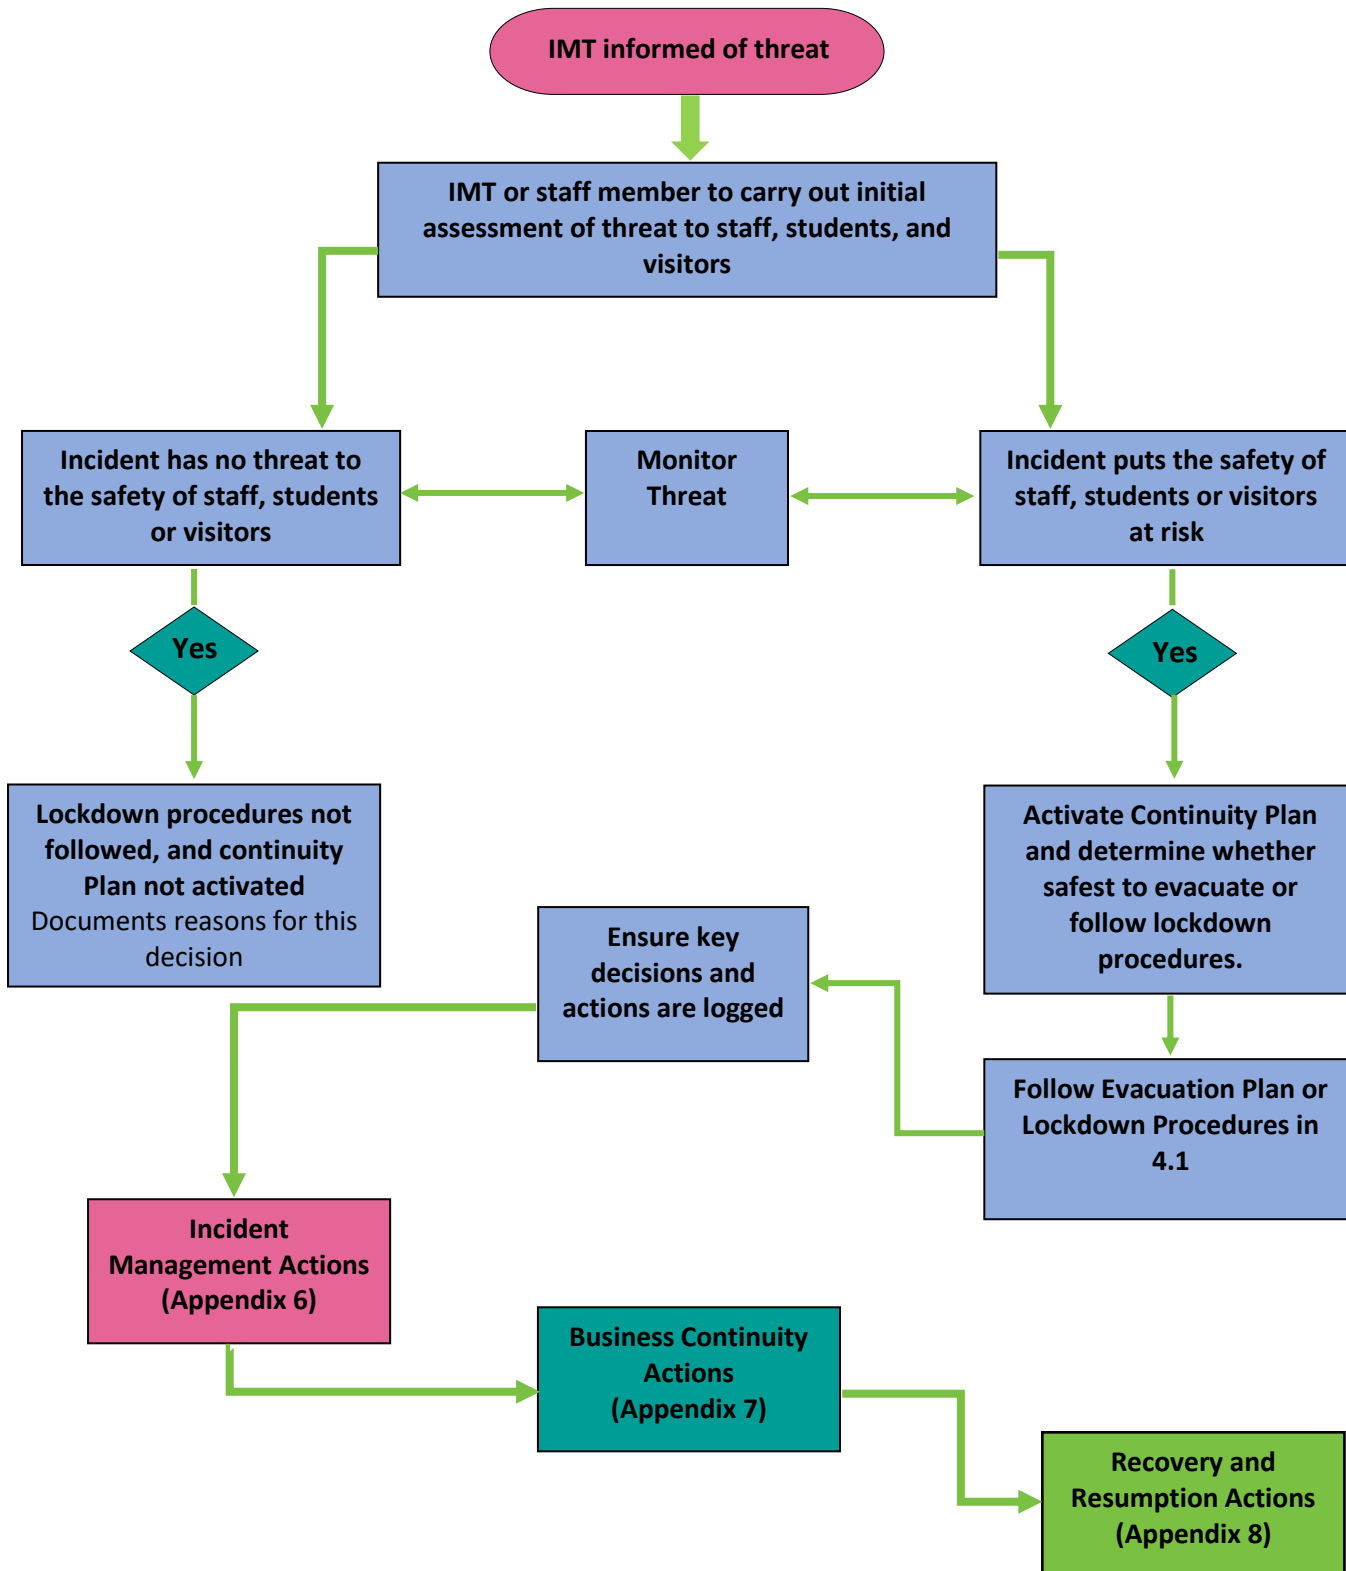 IMT informed of threat
IMT or staff member to carry out initial
assessment of threat to staff, students, and
visitors
Incident has no threat to
the safety of staff, students
or visitors
Monitor
Threat
Incident puts the safety of
staff, students or visitors
at risk
Yes
Yes
Lockdown procedures not
followed, and continuity
Plan not activated
Documents reasons for this
decision
Activate Continuity Plan
and determine whether
safest to evacuate or
follow lockdown
procedures.
Ensure key
decisions and
actions are logged
Follow Evacuation Plan or
Lockdown Procedures in
4.1
Incident
Management Actions
(Appendix 6)
Business Continuity
Actions
(Appendix 7)
Recovery and
Resumption Actions
(Appendix 8)